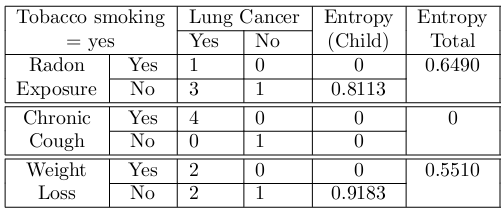 Tobacco smoking Lung Cancer Entropy Entropy
= yes Yes No (Child) Total
Radon Yes 1 0 0 0.6490
Exposure No 3 1 0.8113
Chronic Yes 4 0 0 0
Cough No 0 1 0
Weight Yes 2 0 0 0.5510
Loss No 2 1 0.9183